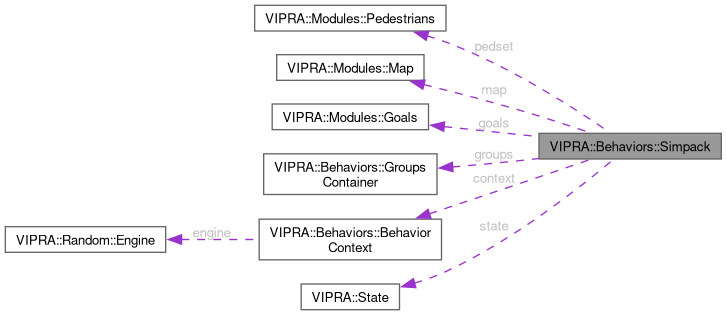 VIPRA::Modules::Pedestrians
pedset
VIPRA::Modules::Map
map
VIPRA::Modules::Goals
goals
VIPRA::Behaviors::Simpack
groups
VIPRA::Behaviors::Groups
Container
context
VIPRA::Behaviors::Behavior
Context
engine
VIPRA::Random::Engine
state
VIPRA::State